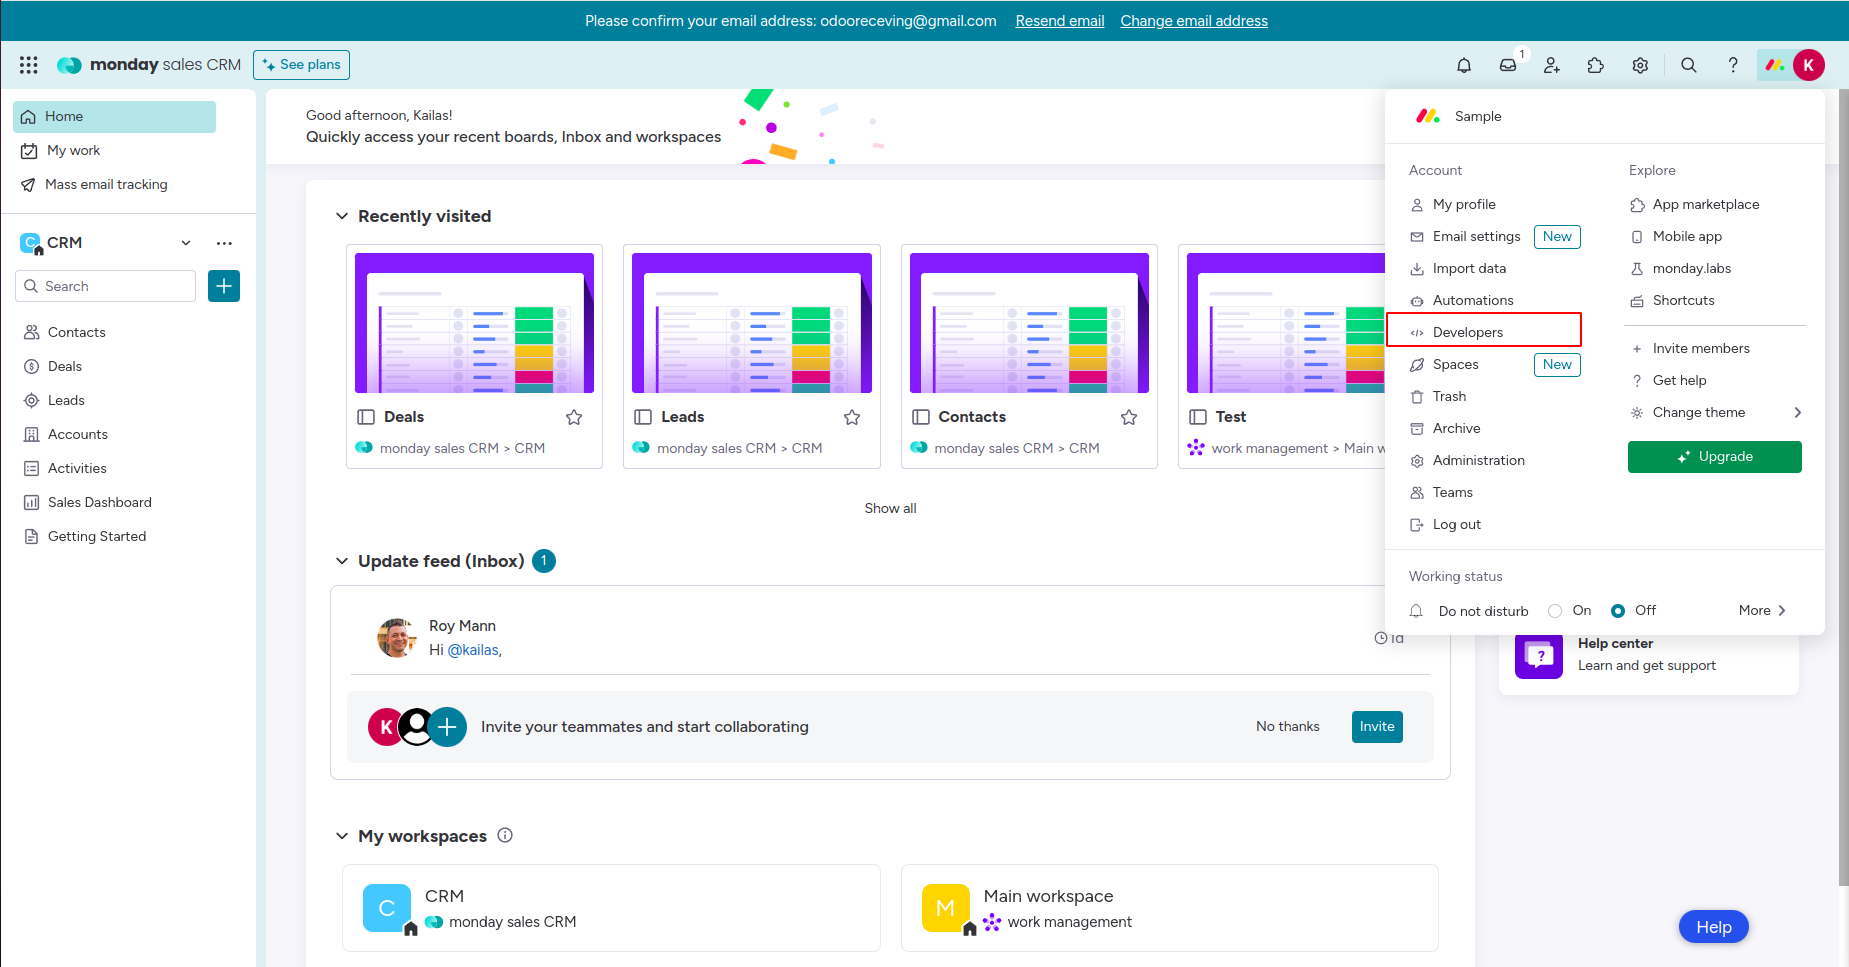 Please confirm your email address: odooreceving@gmail.com Resend email Change email address
monday sales CRM See plans
1
K
Home
My work
Mass email tracking
C CRM
Search
Contacts
Deals
Leads
Accounts
Activities
Sales Dashboard
Getting Started
Good afternoon, Kailas!
Quickly access your recent boards, Inbox and workspaces
Recently visited
Deals
monday sales CRM > CRM
Leads
monday sales CRM > CRM
Contacts
monday sales CRM > CRM
Test
work management > Main w
Show all
Update feed (Inbox) 1
Roy Mann
1d
Hi @kailas,
K Invite your teammates and start collaborating No thanks Invite
My workspaces
C CRM
monday sales CRM
M Main workspace
work management
Sample
Account
My profile
Email settings New
Import data
Automations
Developers
Spaces New
Trash
Archive
Administration
Teams
Log out
Explore
App marketplace
Mobile app
monday.labs
Shortcuts
Invite members
Get help
Change theme
Upgrade
Working status
Do not disturb On Off More
Help center
Learn and get support
Help